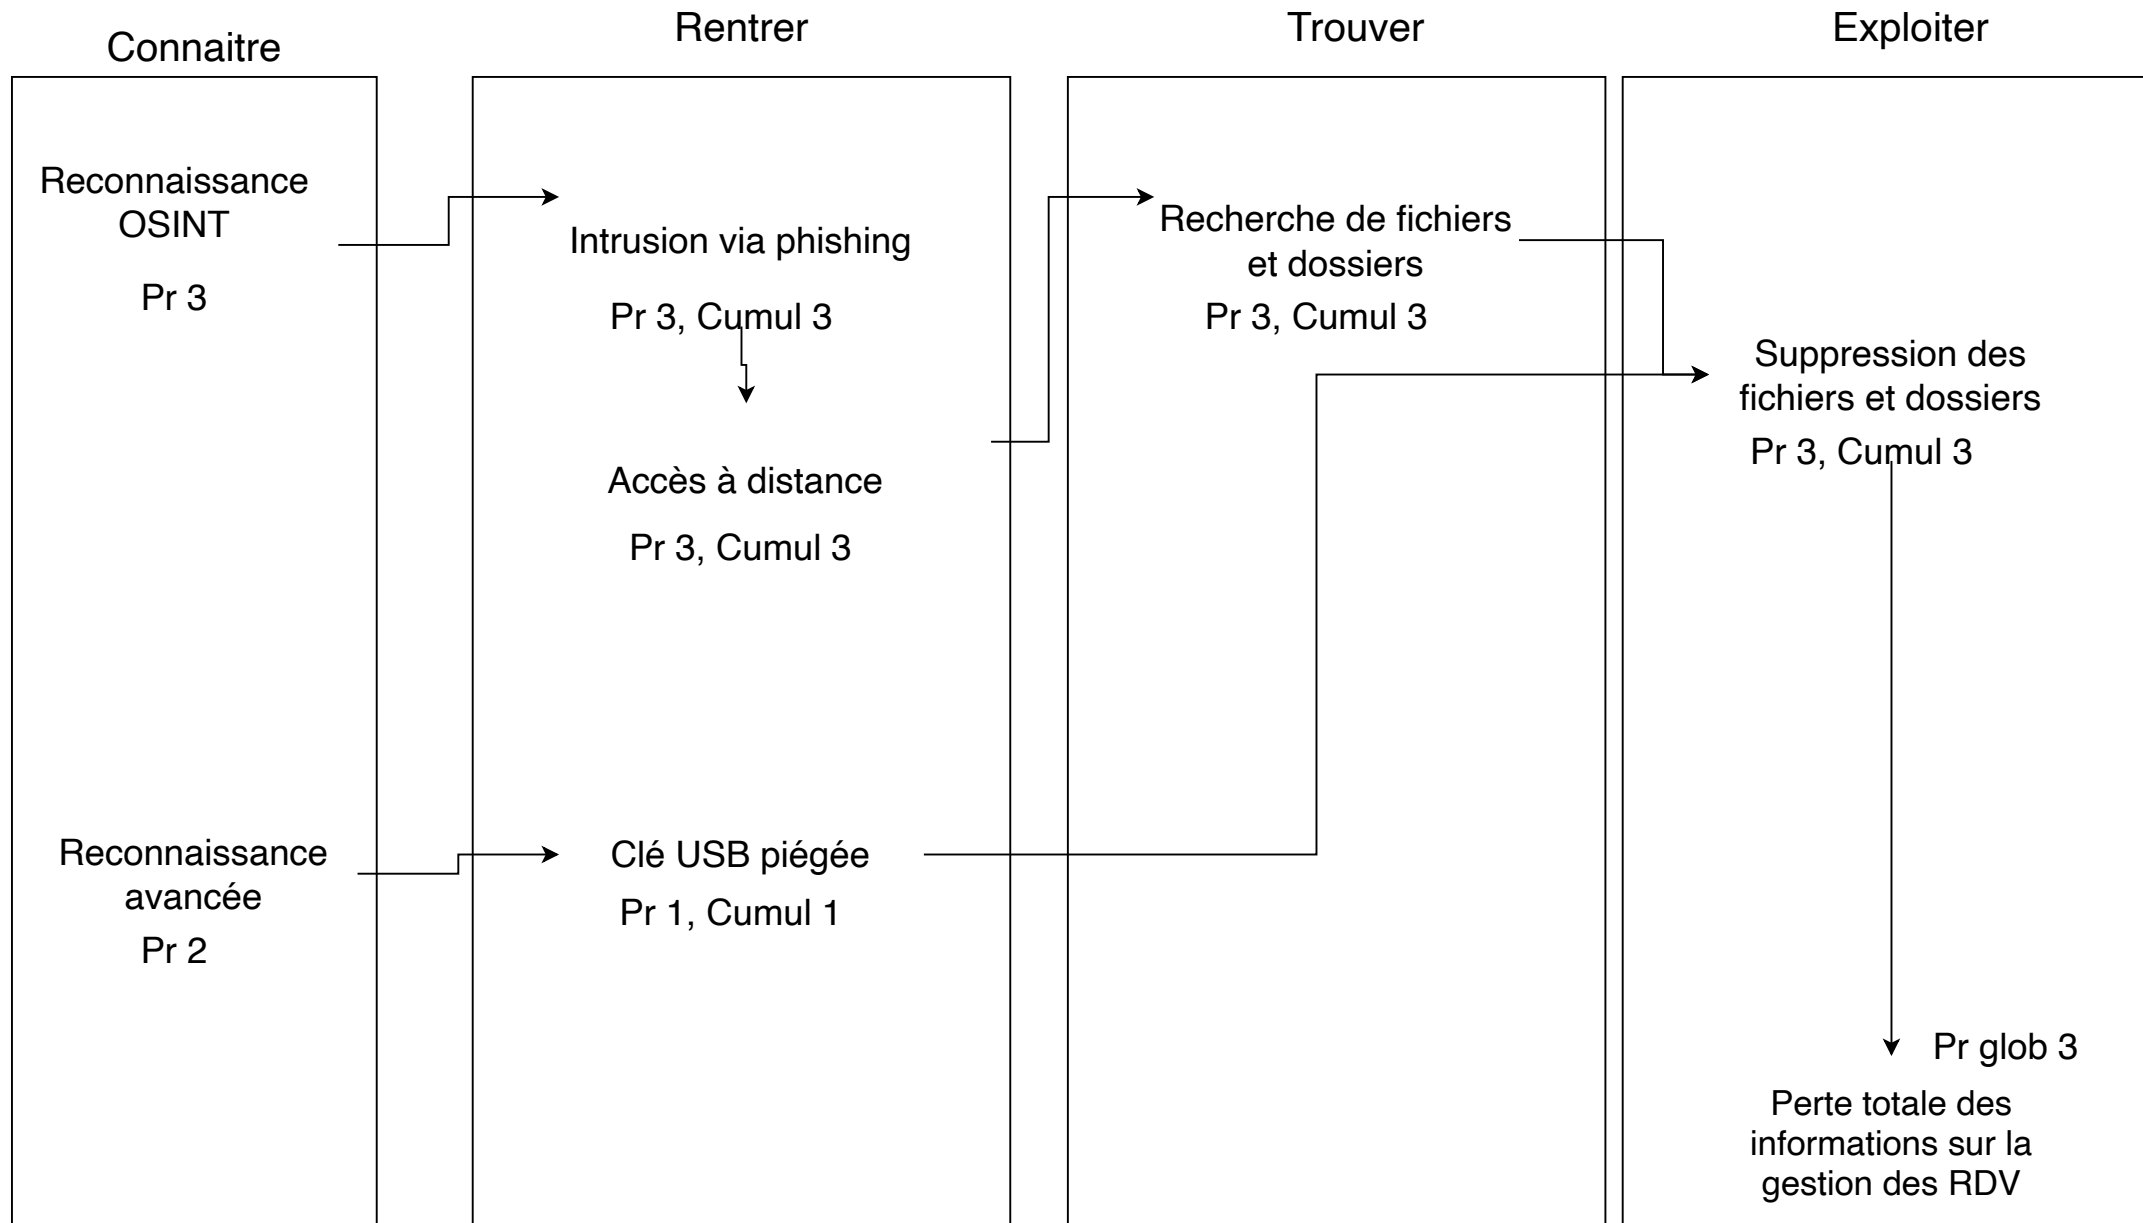 Connaitre
Rentrer
Trouver
Exploiter
Reconnaissance
OSINT
Pr 3
Intrusion via phishing
Pr 3, Cumul 3
Accès à distance
Pr 3, Cumul 3
Recherche de fichiers
et dossiers
Pr 3, Cumul 3
Suppression des
fichiers et dossiers
Pr 3, Cumul 3
Reconnaissance
avancée
Pr 2
Clé USB piégée
Pr 1, Cumul 1
Pr glob 3
Perte totale des
informations sur la
gestion des RDV